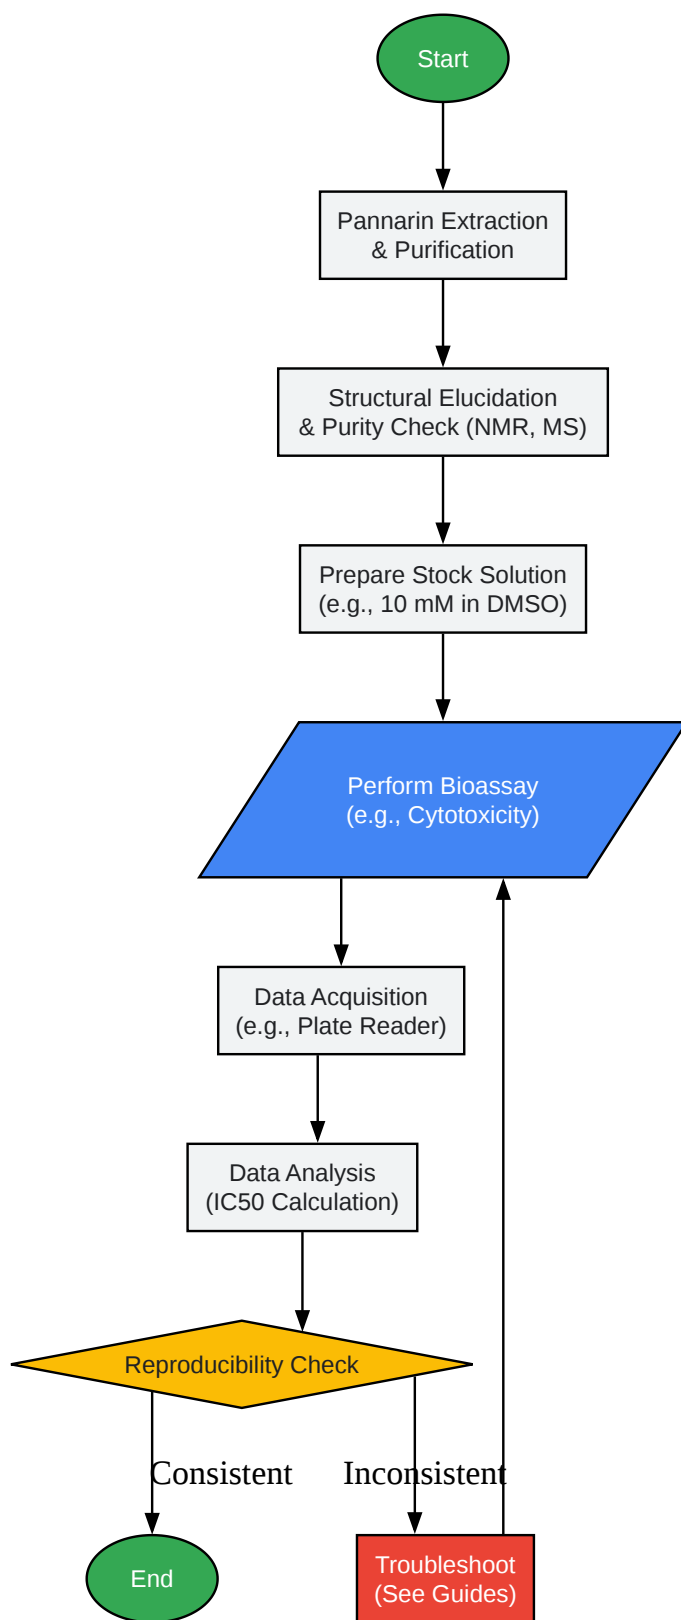 Start
Pannarin Extraction
& Purification
Structural Elucidation
& Purity Check (NMR, MS)
Prepare Stock Solution
(e.g., 10 mM in DMSO)
Perform Bioassay
(e.g., Cytotoxicity)
Data Acquisition
(e.g., Plate Reader)
Data Analysis
(IC50 Calculation)
Reproducibility Check
Consistent
Inconsistent
End
Troubleshoot
(See Guides)